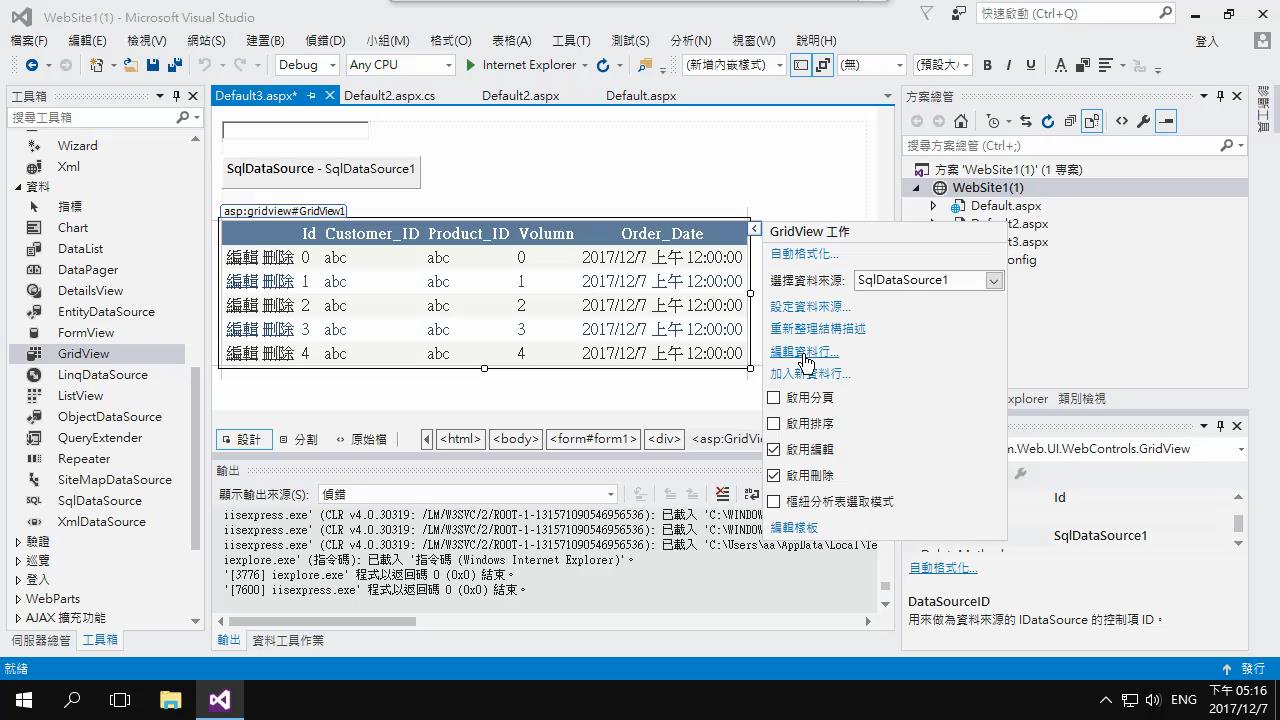 WebSite1(1) - Microsoft Visual Studio
快速啟動 (Ctrl+Q)
檔案(F) 編輯(E) 檢視(V) 網站(S) 建置(B) 偵錯(D) 小組(M) 格式(O) 表格(A) 工具(T) 測試(S) 分析(N) 視窗(W) 說明(H)
登入
Debug Any CPU Internet Explorer (新增內嵌樣式) (無) (預設大/ B I U A
工具箱
搜尋工具箱
Wizard
Xml
資料
指標
Chart
DataList
DataPager
DetailsView
EntityDataSource
FormView
GridView
LinqDataSource
ListView
ObjectDataSource
QueryExtender
Repeater
SiteMapDataSource
SQL SqlDataSource
XmlDataSource
驗證
巡覽
登入
WebParts
AJAX 擴充功能
伺服器總管 工具箱
Default3.aspx* Default2.aspx.cs Default2.aspx Default.aspx
SqlDataSource - SqlDataSource1
asp:gridview#GridView1
Id Customer_ID Product_ID Volumn Order_Date
編輯 刪除 0 abc abc 0 2017/12/7 上午 12:00:00
編輯 刪除 1 abc abc 1 2017/12/7 上午 12:00:00
編輯 刪除 2 abc abc 2 2017/12/7 上午 12:00:00
編輯 刪除 3 abc abc 3 2017/12/7 上午 12:00:00
編輯 刪除 4 abc abc 4 2017/12/7 上午 12:00:00
GridView 工作
自動格式化...
選擇資料來源: SqlDataSource1
設定資料來源...
重新整理結構描述
編輯資料行...
加入新資料行...
啟用分頁
啟用排序
啟用編輯
啟用刪除
樞紐分析表選取模式
編輯樣板
設計 分割 原始檔 <html> <body> <form#form1> <div> <asp:GridV
輸出
顯示輸出來源(S): 偵錯
iisexpress.exe' (CLR v4.0.30319: /LM/W3SVC/2/ROOT-1-131571090546956536): 已載入 'C:\WINDOW
iisexpress.exe' (CLR v4.0.30319: /LM/W3SVC/2/ROOT-1-131571090546956536): 已載入 'C:\WINDOW
iisexpress.exe' (CLR v4.0.30319: /LM/W3SVC/2/ROOT-1-131571090546956536): 已載入 'C:\Users\aa\AppData\Local\Te
iexplore.exe' (指令碼): 已載入 '指令碼 (Windows Internet Explorer)'。
'[3776] iexplore.exe' 程式以返回碼 0 (0x0) 結束。
'[7600] iisexpress.exe' 程式以返回碼 0 (0x0) 結束。
輸出 資料工具作業
方案總管
搜尋方案總管 (Ctrl+;)
方案 'WebSite1(1)' (1 專案)
WebSite1(1)
Default.aspx
t2.aspx
t3.aspx
onfig
xplorer 類別檢視
m.Web.UI.WebControls.GridView
Id
SqlDataSource1
自動格式化...
DataSourceID
用來做為資料來源的 IDataSource 的控制項 ID。
就緒
發行
ENG
下午 05:16
2017/12/7